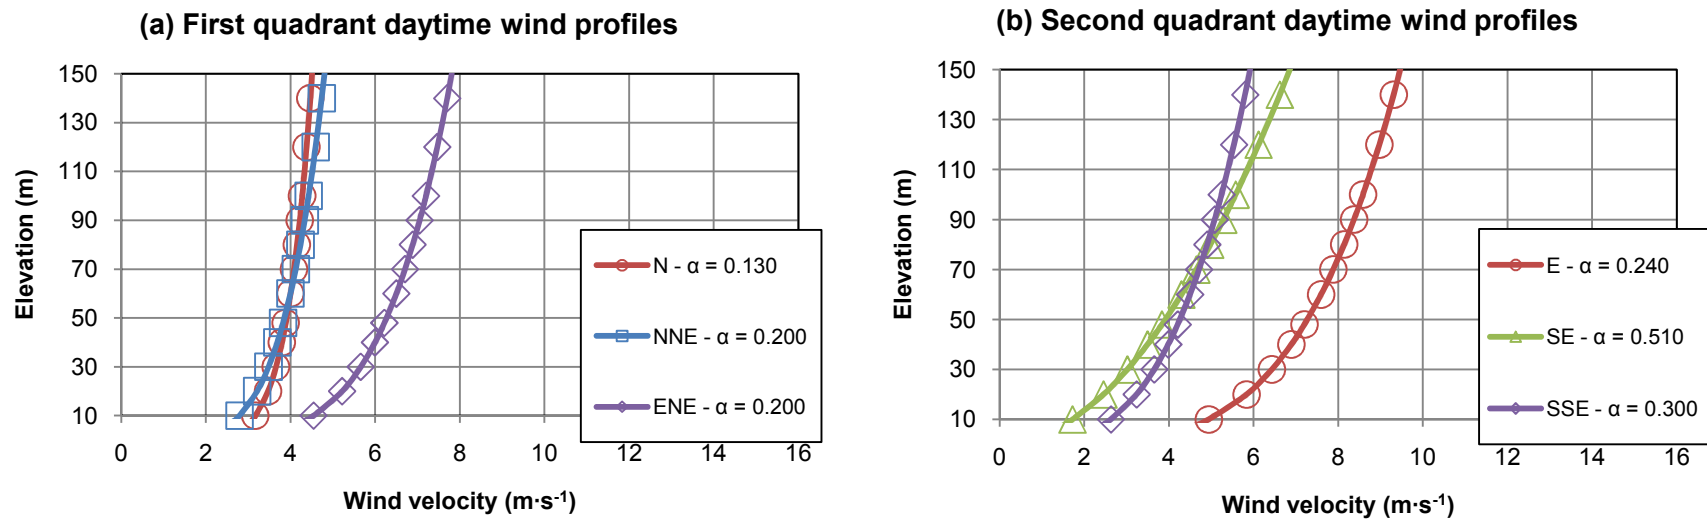 (a) First quadrant daytime wind profiles
150
130
110
90
70
50
30
10
0 2 4 6 8 10 12 14 16
Elevation (m)
Wind velocity (m·s-1)
N - α = 0.130
NNE - α = 0.200
ENE - α = 0.200
(b) Second quadrant daytime wind profiles
150
130
110
90
70
50
30
10
0 2 4 6 8 10 12 14 16
Elevation (m)
Wind velocity (m·s-1)
E - α = 0.240
SE - α = 0.510
SSE - α = 0.300